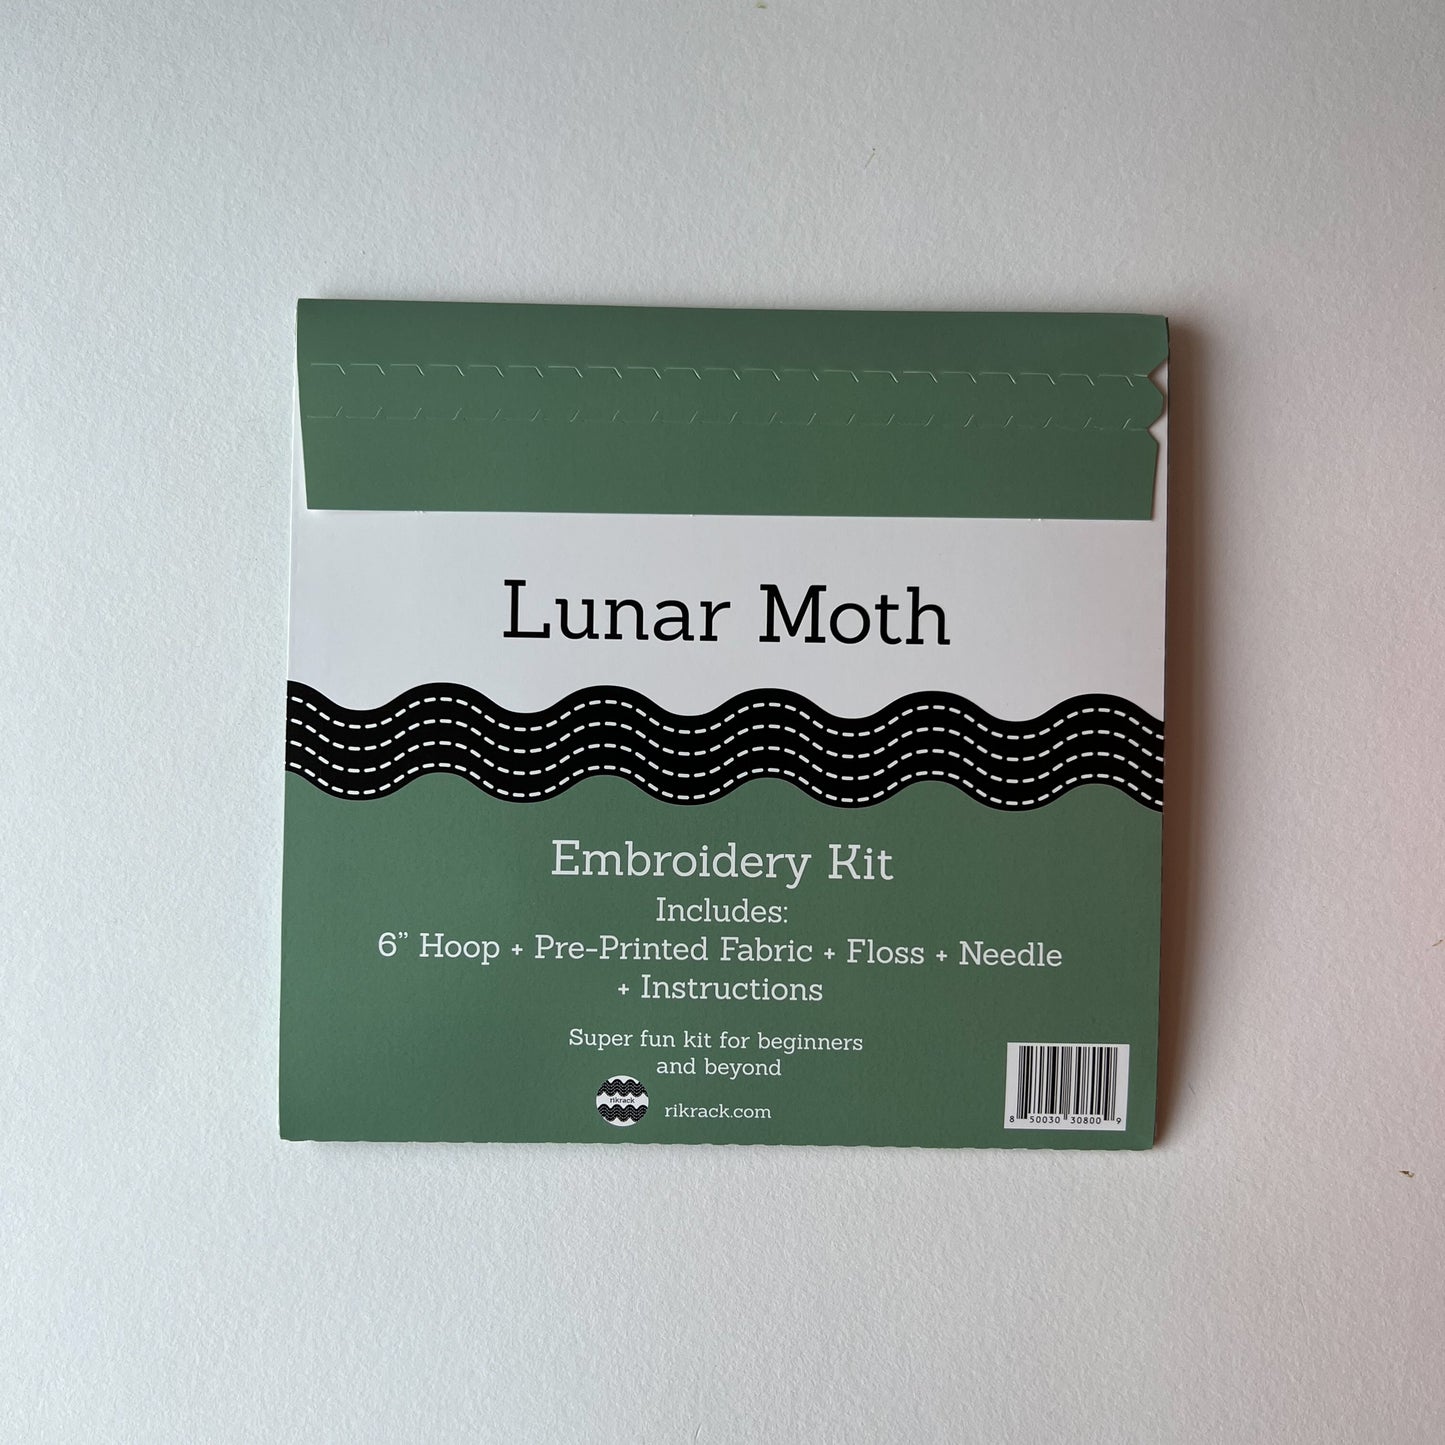 Lunar Moth
Embroidery Kit
Includes:
6” Hoop + Pre-Printed Fabric + Floss + Needle
+ Instructions
Super fun kit for beginners
and beyond
rikrack
rikrack.com
8 50030 30800 9